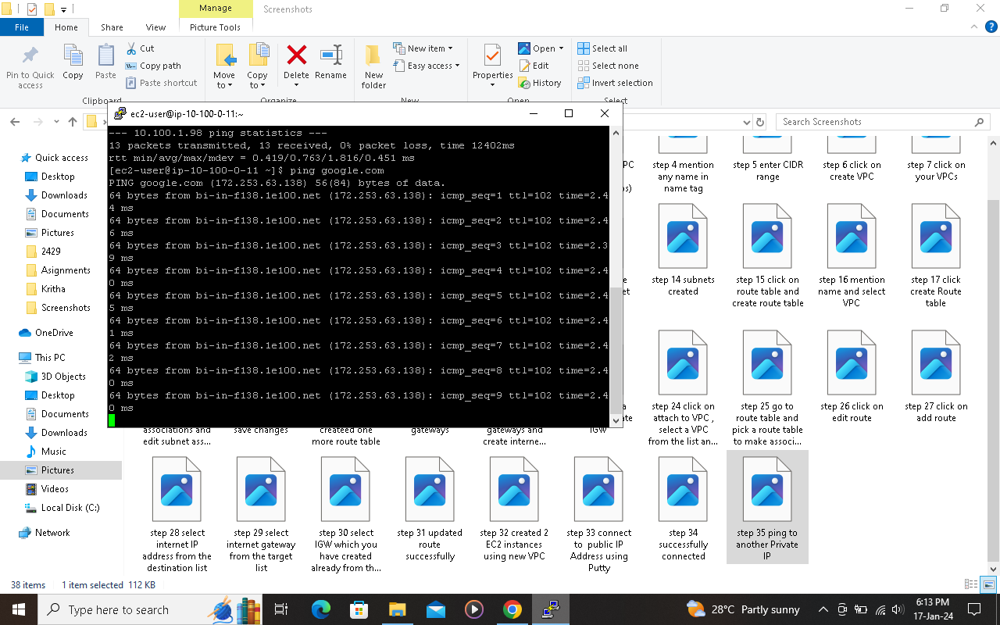 Manage
Screenshots
File
Home
Share
View
Picture Tools
Pin to Quick
access
Copy
Paste
Cut
Copy path
Paste shortcut
Clipboard
Move
to
Copy
to
Delete
Rename
Organize
New
folder
New item
Easy access
New
Properties
Open
Edit
History
Open
Select all
Select none
Invert selection
Select
Search Screenshots
Quick access
Desktop
Downloads
Documents
Pictures
2429
Asignments
Kritha
Screenshots
OneDrive
This PC
3D Objects
Desktop
Documents
Downloads
Music
Pictures
Videos
Local Disk (C:)
Network
ec2-user@ip-10-100-0-11:~
--- 10.100.1.98 ping statistics ---
13 packets transmitted, 13 received, 0% packet loss, time 12402ms
rtt min/avg/max/mdev = 0.419/0.763/1.816/0.451 ms
[ec2-user@ip-10-100-0-11 ~]$ ping google.com
PING google.com (172.253.63.138) 56(84) bytes of data.
64 bytes from bi-in-f138.1e100.net (172.253.63.138): icmp_seq=1 ttl=102 time=2.4
4 ms
64 bytes from bi-in-f138.1e100.net (172.253.63.138): icmp_seq=2 ttl=102 time=2.4
6 ms
64 bytes from bi-in-f138.1e100.net (172.253.63.138): icmp_seq=3 ttl=102 time=2.3
9 ms
64 bytes from bi-in-f138.1e100.net (172.253.63.138): icmp_seq=4 ttl=102 time=2.4
0 ms
64 bytes from bi-in-f138.1e100.net (172.253.63.138): icmp_seq=5 ttl=102 time=2.4
5 ms
64 bytes from bi-in-f138.1e100.net (172.253.63.138): icmp_seq=6 ttl=102 time=2.4
1 ms
64 bytes from bi-in-f138.1e100.net (172.253.63.138): icmp_seq=7 ttl=102 time=2.4
2 ms
64 bytes from bi-in-f138.1e100.net (172.253.63.138): icmp_seq=8 ttl=102 time=2.4
0 ms
64 bytes from bi-in-f138.1e100.net (172.253.63.138): icmp_seq=9 ttl=102 time=2.4
0 ms
step 4 mention
any name in
name tag
step 5 enter CIDR
range
step 6 click on
create VPC
step 7 click on
your VPCs
step 14 subnets
created
step 15 click on
route table and
create route table
step 16 mention
name and select
VPC
step 17 click
create Route
table
step 24 click on
attach to VPC ,
select a VPC
from the list an...
step 25 go to
route table and
pick a route table
to make associ...
step 26 click on
edit route
step 27 click on
add route
associations and
edit subnet ass...
save changes
createed one
more route table
gateways
gateways and
create interne...
IGW
step 28 select
internet IP
address from the
destination list
step 29 select
internet gateway
from the target
list
step 30 select
IGW which you
have created
already from th...
step 31 updated
route
successfully
step 32 created 2
EC2 instances
using new VPC
step 33 connect
to public IP
Address using
Putty
step 34
successfully
connected
step 35 ping to
another Private
IP
38 items
1 item selected 112 KB
Type here to search
28°C Partly sunny
6:13 PM
17-Jan-24